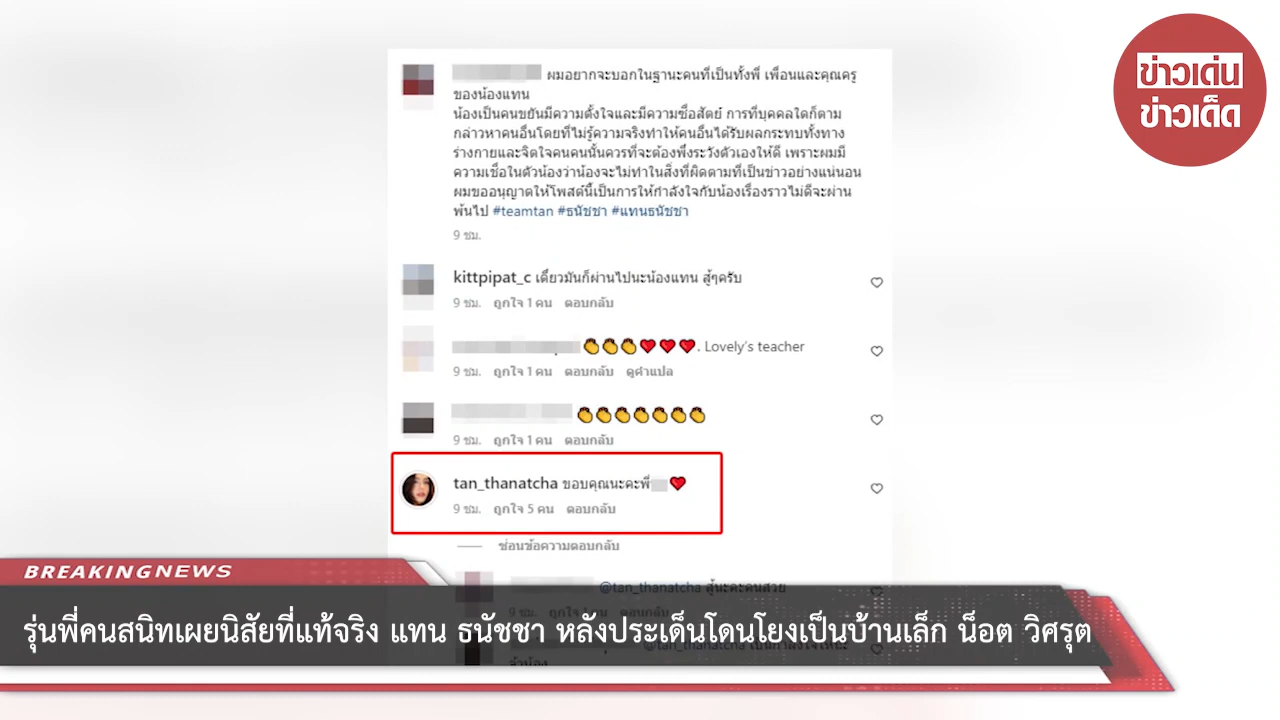 ข่าวเด่น
ข่าวเด็ด
ผมอยากจะบอกในฐานะคนที่เป็นทั้งพี่ เพื่อนและคุณครู
ของน้องแทน
น้องเป็นคนขยันมีความตั้งใจและมีความซื่อสัตย์ การที่บุคคลใดก็ตาม
กล่าวหาคนอื่นโดยที่ไม่รู้ความจริงทำให้คนอื่นได้รับผลกระทบทั้งทาง
ร่างกายและจิตใจคนคนนั้นควรที่จะต้องพึ่งระวังตัวเองให้ดี เพราะผมมี
ความเชื่อในตัวน้องว่าน้องจะไม่ทำในสิ่งที่ผิดตามที่เป็นข่าวอย่างแน่นอน
ผมขออนุญาตให้โพสต์นี้เป็นการให้กำลังใจกับน้องเรื่องราวไม่ดีจะผ่าน
พ้นไป #teamtan #ธนัชชา #แทนธนัชชา
9 ชม.
kittpipat_c เดี๋ยวมันก็ผ่านไปนะน้องแทน สู้ๆครับ
9 ชม. ถูกใจ 1 คน ตอบกลับ
👏👏👏❤️❤️❤️. Lovely's teacher
9 ชม. ถูกใจ 1 คน ตอบกลับ ดูคำแปล
👏👏👏👏👏👏👏
9 ชม. ถูกใจ 1 คน ตอบกลับ
tan_thanatcha ขอบคุณนะคะพี่ ❤️
9 ชม. ถูกใจ 5 คน ตอบกลับ
ซ่อนข้อความตอบกลับ
@tan_thanatcha สู้นะคะคนสวย
9 ชม. ถูกใจ 1 คน ตอบกลับ
BREAKING NEWS
รุ่นพี่คนสนิทเผยนิสัยที่แท้จริง แทน ธนัชชา หลังประเด็นโดนโยงเป็นบ้านเล็ก น็อต วิศรุต
@tan_thanatcha